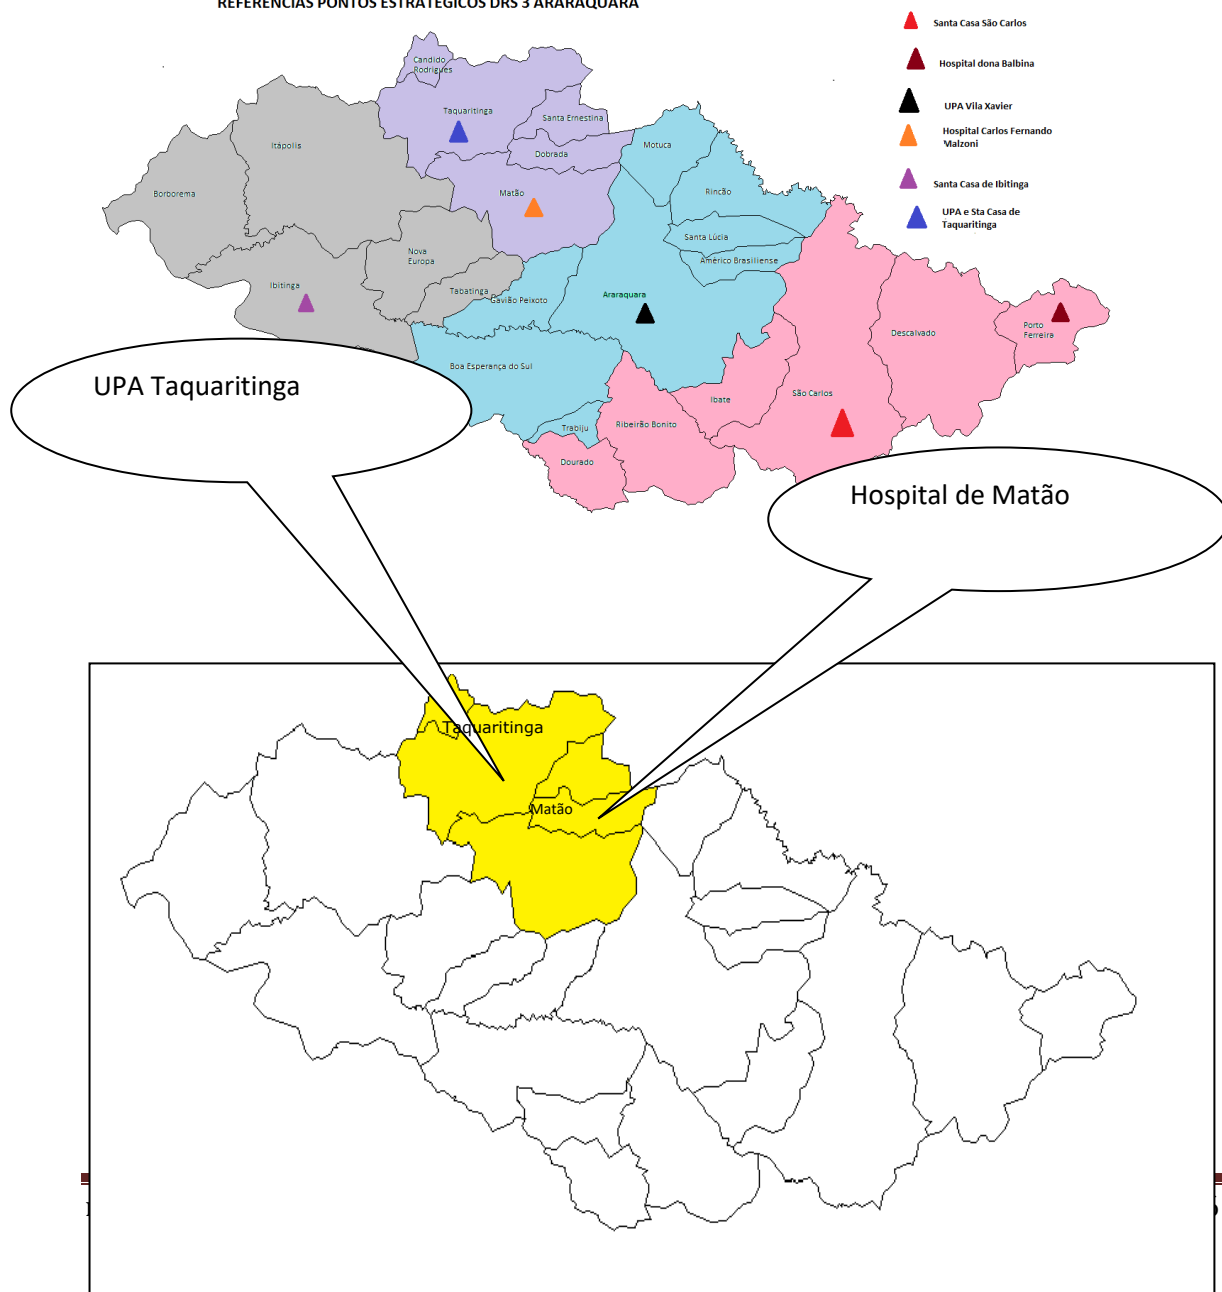 REFERENCIAS PONTOS ESTRATEGICOS DRS 3 ARARAQUARA
Santa Casa São Carlos
Hospital dona Balbina
UPA Vila Xavier
Hospital Carlos Fernando
Malzoni
Santa Casa de Ibitinga
UPA e Sta Casa de
Taquaritinga
Candido
Rodrigues
Taquaritinga
Santa Ernestina
Dobrada
Itápolis
Motuca
Borborema
Matão
Rincão
Santa Lúcia
Nova
Europa
Américo Brasiliense
Ibitinga
Tabatinga
Gavião Peixoto
Araraquara
Descalvado
Porto
Ferreira
Boa Esperança do Sul
Ibate
São Carlos
Trabiju
Ribeirão Bonito
Dourado
UPA Taquaritinga
Hospital de Matão
Taquaritinga
Matão